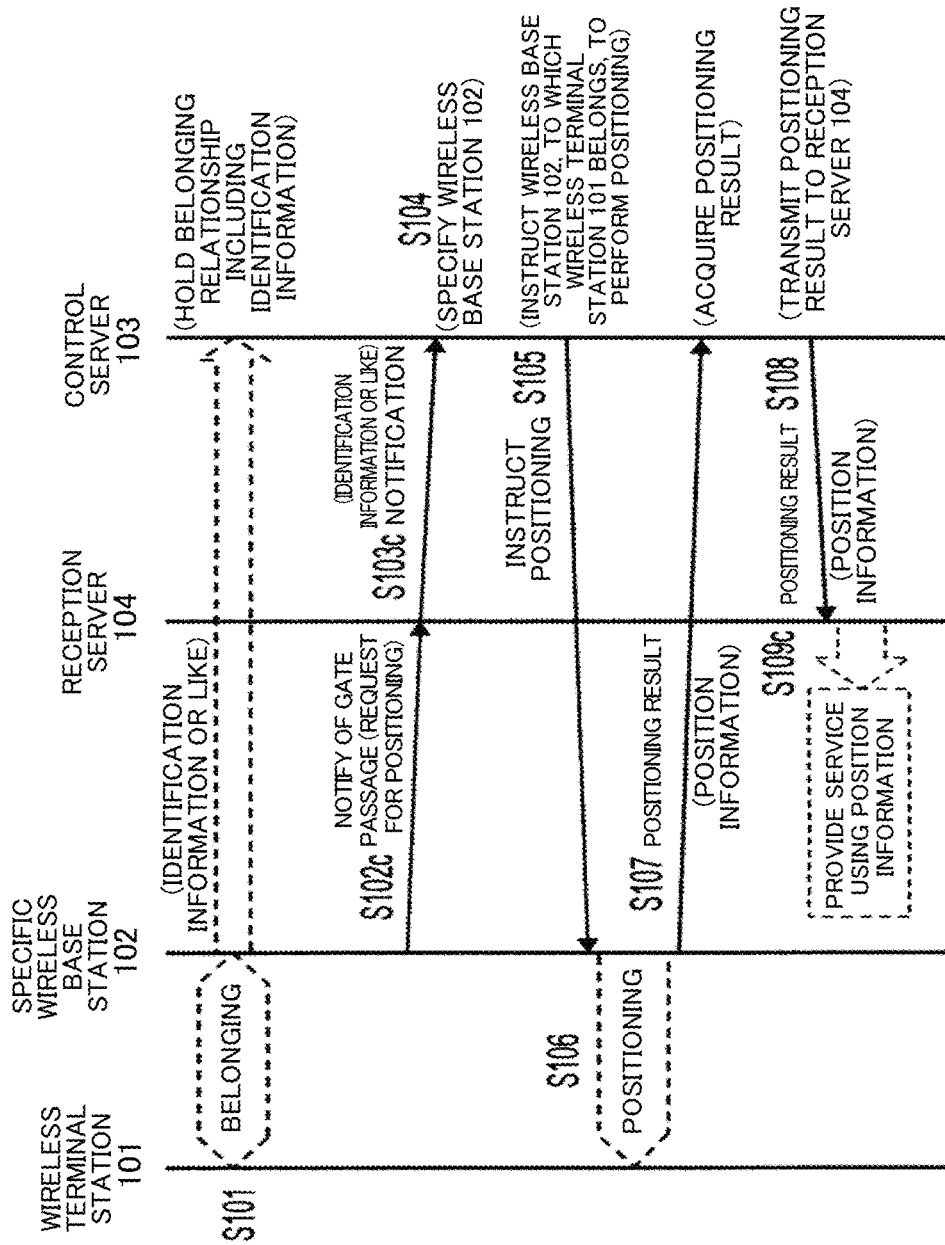 WIRELESS
TERMINAL
STATION
101
SPECIFIC
WIRELESS
BASE
STATION
102
RECEPTION
SERVER
104
CONTROL
SERVER
103
S101
BELONGING
(IDENTIFICATION
INFORMATION OR LIKE)
(HOLD BELONGING
RELATIONSHIP
INCLUDING
IDENTIFICATION
INFORMATION)
NOTIFY OF GATE
S102c PASSAGE (REQUEST
FOR POSITIONING)
(IDENTIFICATION
INFORMATION OR LIKE)
S103c NOTIFICATION
S104
(SPECIFY WIRELESS
BASE STATION 102)
INSTRUCT
POSITIONING
S105
(INSTRUCT WIRELESS BASE
STATION 102, TO WHICH
WIRELESS TERMINAL
STATION 101 BELONGS, TO
PERFORM POSITIONING)
S106
POSITIONING
S107 POSITIONING RESULT
(POSITION
INFORMATION)
(ACQUIRE POSITIONING
RESULT)
POSITIONING RESULT S108
(POSITION
INFORMATION)
(TRANSMIT POSITIONING
RESULT TO RECEPTION
SERVER 104)
S109c
PROVIDE SERVICE
USING POSITION
INFORMATION